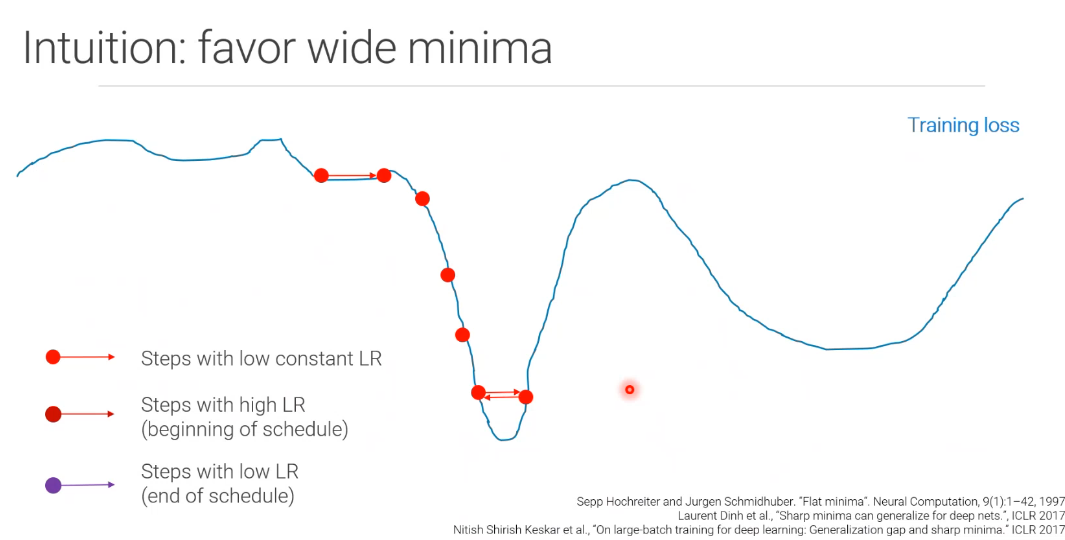 Intuition: favor wide minima
Training loss
Steps with low constant LR
Steps with high LR
(beginning of schedule)
Steps with low LR
(end of schedule)
Sepp Hochreiter and Jurgen Schmidhuber. "Flat minima". Neural Computation, 9(1):1–42, 1997
Laurent Dinh et al., "Sharp minima can generalize for deep nets.", ICLR 2017
Nitish Shirish Keskar et al., "On large-batch training for deep learning: Generalization gap and sharp minima." ICLR 2017